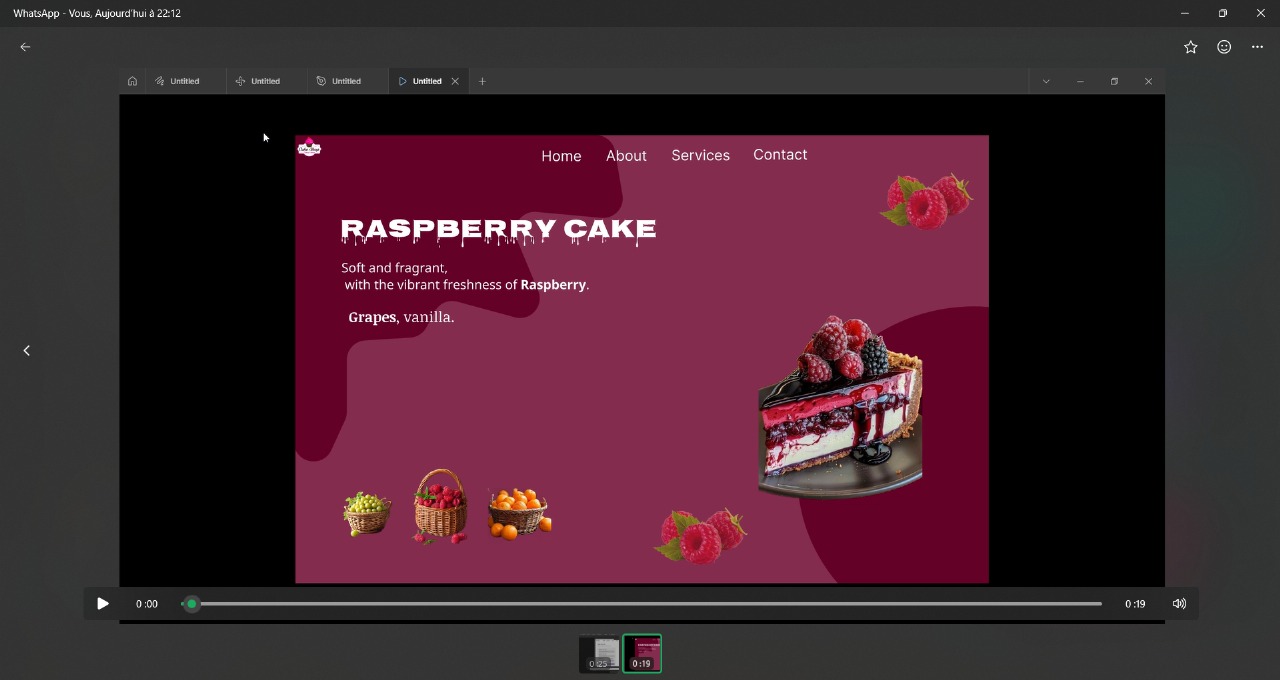 WhatsApp - Vous, Aujourd'hui à 22:12
Untitled
Untitled
Untitled
Untitled
Home About Services Contact
RASPBERRY CAKE
Soft and fragrant,
with the vibrant freshness of Raspberry.
Grapes, vanilla.
0:00
0:19
0:25
0:19